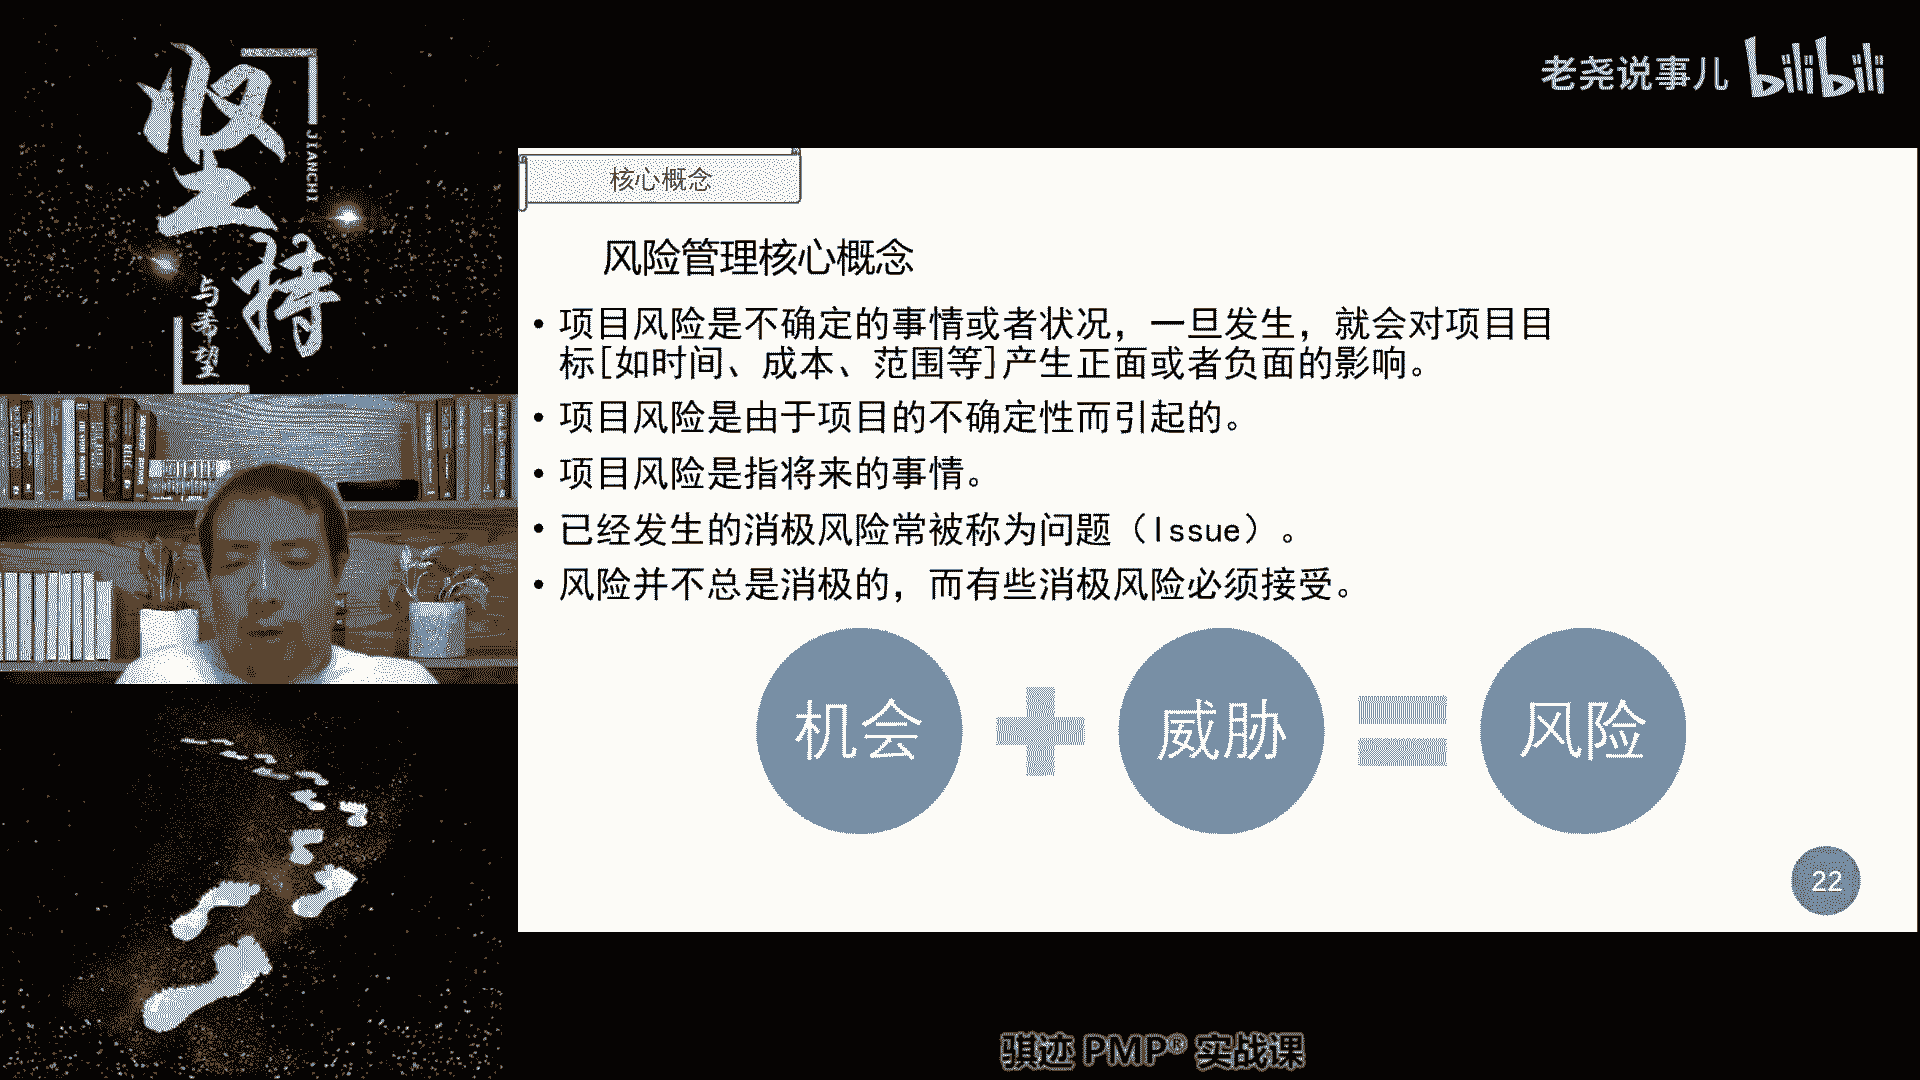 坚持
JIANCHI
与希望
老尧说事儿 bilibili
核心概念
风险管理核心概念
• 项目风险是不确定的事情或者状况，一旦发生，就会对项目目
标[如时间、成本、范围等]产生正面或者负面的影响。
• 项目风险是由于项目的不确定性而引起的。
• 项目风险是指将来的事情。
• 已经发生的消极风险常被称为问题（Issue）。
• 风险并不总是消极的，而有些消极风险必须接受。
机会 + 威胁 = 风险
22
骐迹 PMP® 实战课